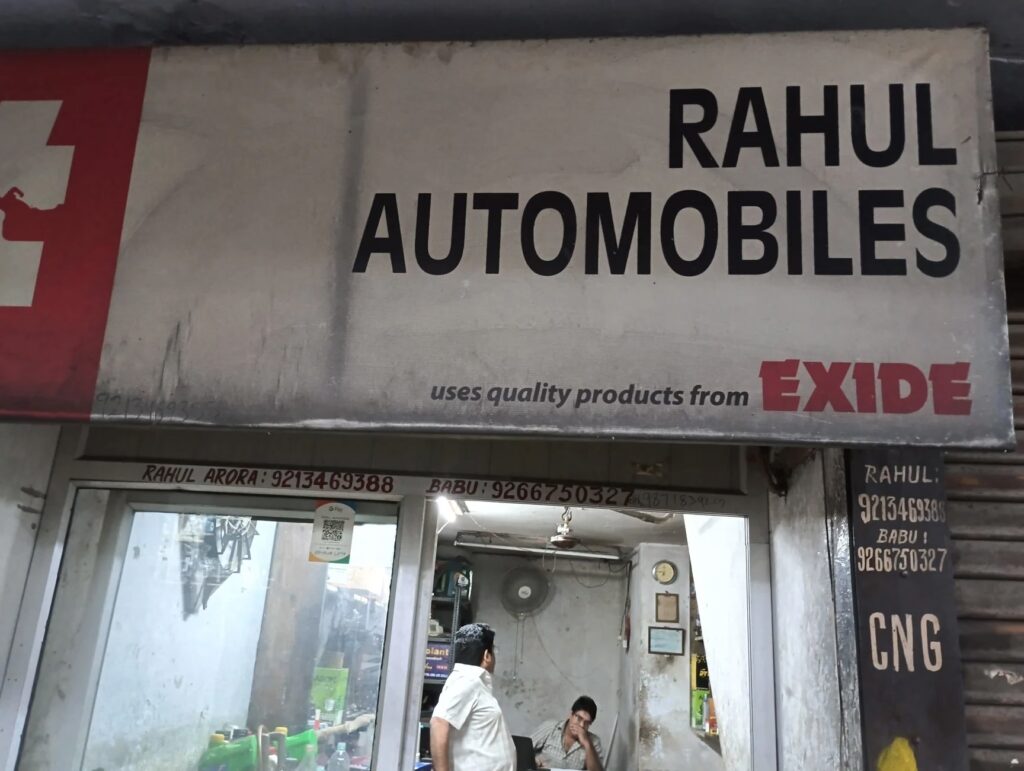 RAHUL
AUTOMOBILES
uses quality products from EXIDE
RAHUL ARORA: 9213469388
BABU: 9266750327
RAHUL:
9213469388
BABU:
9266750327
CNG